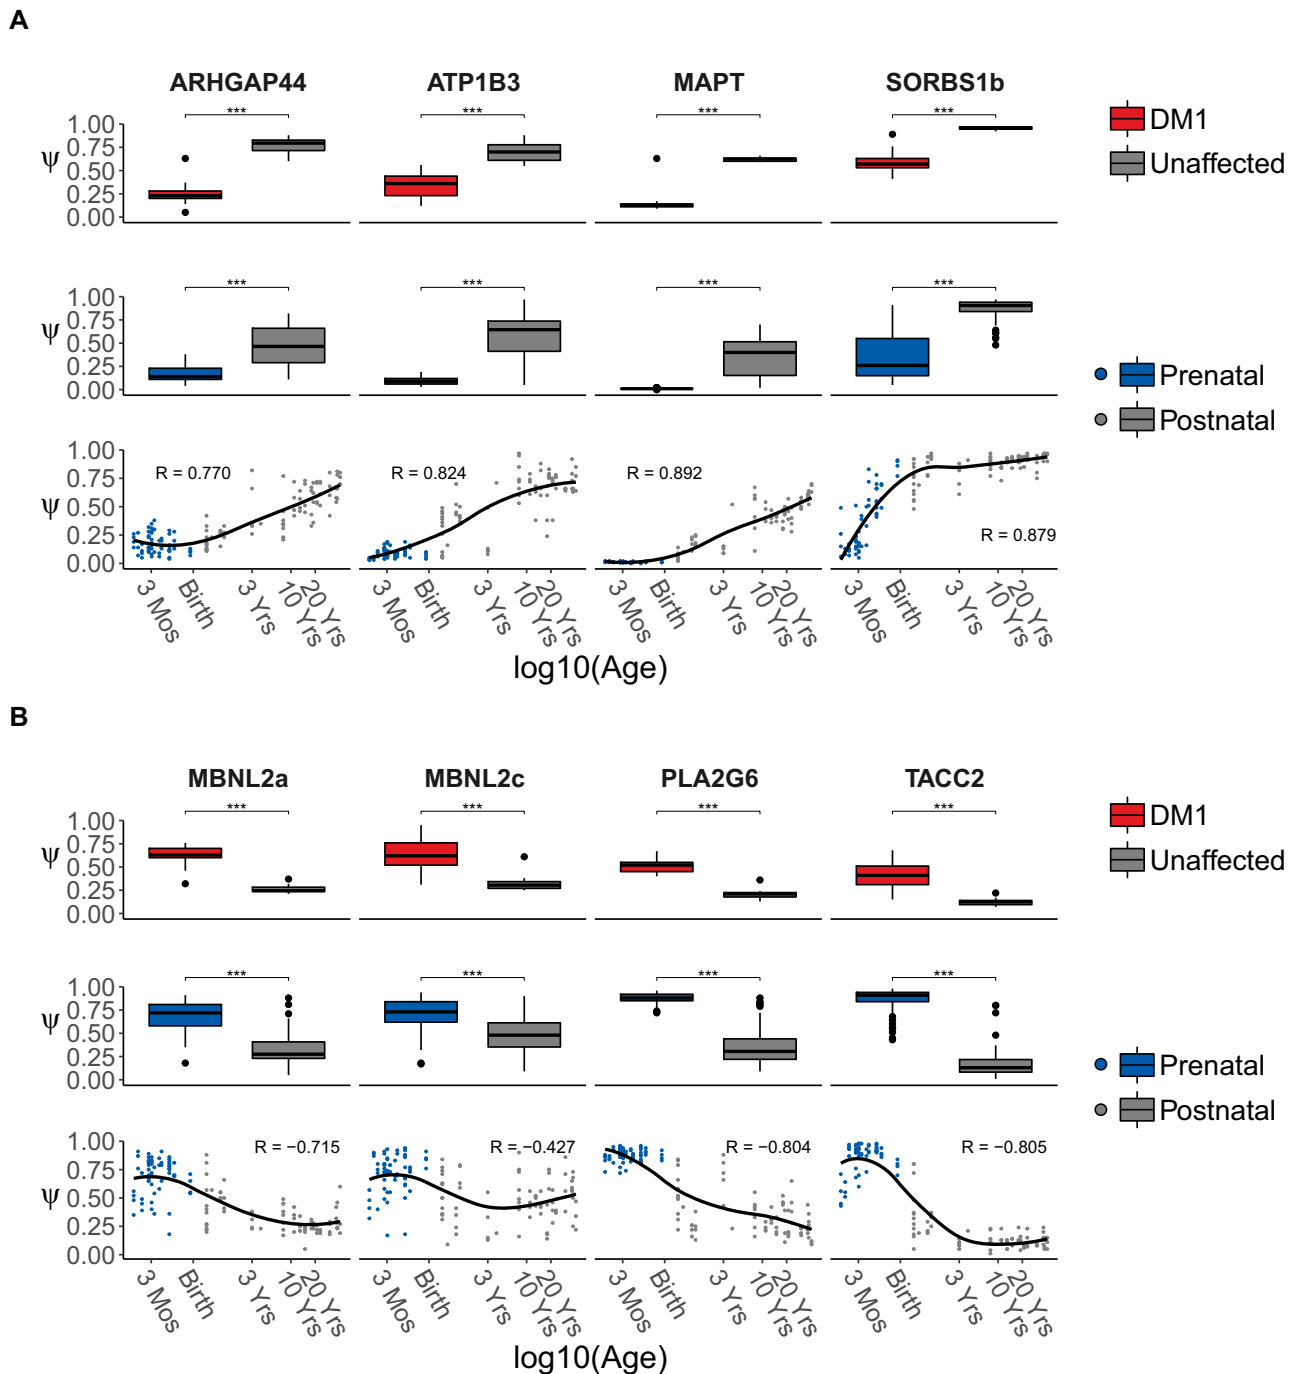 A
ARHGAP44 ATP1B3 MAPT SORBS1b
*** *** *** ***
1.00
0.75
0.50
0.25
0.00
ψ
DM1
Unaffected
*** *** *** ***
1.00
0.75
0.50
0.25
0.00
ψ
Prenatal
Postnatal
1.00
0.75
0.50
0.25
0.00
ψ
R = 0.770 R = 0.824 R = 0.892 R = 0.879
3 Mos Birth 3 Yrs 10 Yrs 20 Yrs 3 Mos Birth 3 Yrs 10 Yrs 20 Yrs 3 Mos Birth 3 Yrs 10 Yrs 20 Yrs 3 Mos Birth 3 Yrs 10 Yrs 20 Yrs
log10(Age)
B
MBNL2a MBNL2c PLA2G6 TACC2
*** *** *** ***
1.00
0.75
0.50
0.25
0.00
ψ
DM1
Unaffected
*** *** *** ***
1.00
0.75
0.50
0.25
0.00
ψ
Prenatal
Postnatal
1.00
0.75
0.50
0.25
0.00
ψ
R = −0.715 R = −0.427 R = −0.804 R = −0.805
3 Mos Birth 3 Yrs 10 Yrs 20 Yrs 3 Mos Birth 3 Yrs 10 Yrs 20 Yrs 3 Mos Birth 3 Yrs 10 Yrs 20 Yrs 3 Mos Birth 3 Yrs 10 Yrs 20 Yrs
log10(Age)